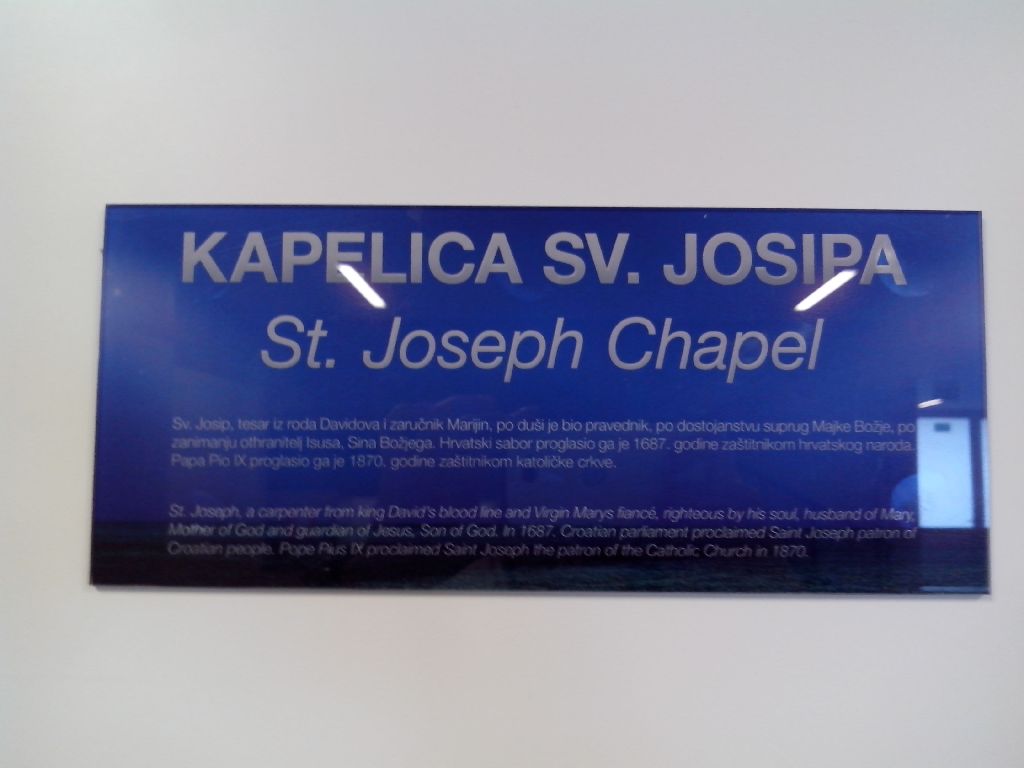 KAPELICA SV. JOSIPA
St. Joseph Chapel
Sv. Josip, tesar iz roda Davidova i zaručnik Marijin, po duši je bio pravednik, po dostojanstvu suprug Majke Božje, po
zanimanju othranitelj Isusa, Sina Božjega. Hrvatski sabor proglasio ga je 1687. godine zaštitnikom hrvatskog naroda.
Papa Pio IX proglasio ga je 1870. godine zaštitnikom katoličke crkve.
St. Joseph, a carpenter from king David's blood line and Virgin Marys fiancé, righteous by his soul, husband of Mary,
Mother of God and guardian of Jesus, Son of God. In 1687. Croatian parliament proclaimed Saint Joseph patron of
Croatian people. Pope Pius IX proclaimed Saint Joseph the patron of the Catholic Church in 1870.